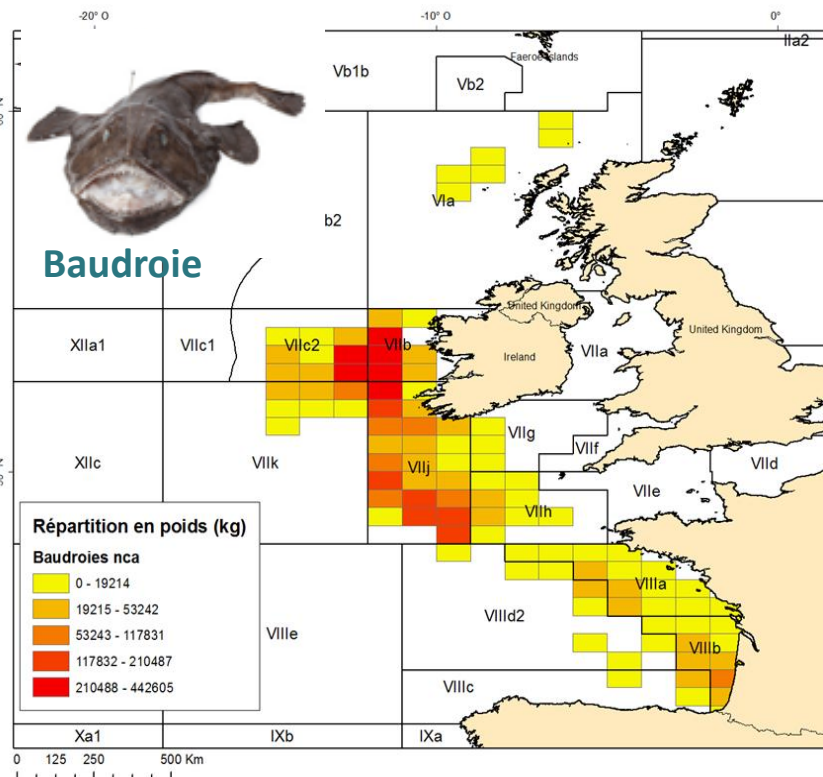 -20° O
-10° O
0°
Faeroe Islands
IIa2
Vb1b
Vb2
VIa
b2
Baudroie
United Kingdom
XIIa1
VIIc1
VIIc2
VIIb
Ireland
VIIa
United Kingdom
XIIc
VIIk
VIIj
VIIg
VIIf
VIId
VIIe
VIIh
Répartition en poids (kg)
Baudroies nca
0 - 19214
19215 - 53242
53243 - 117831
117832 - 210487
210488 - 442605
VIIIa
VIIId2
VIIIe
VIIIb
VIIIc
Xa1
IXb
IXa
0 125 250 500 Km